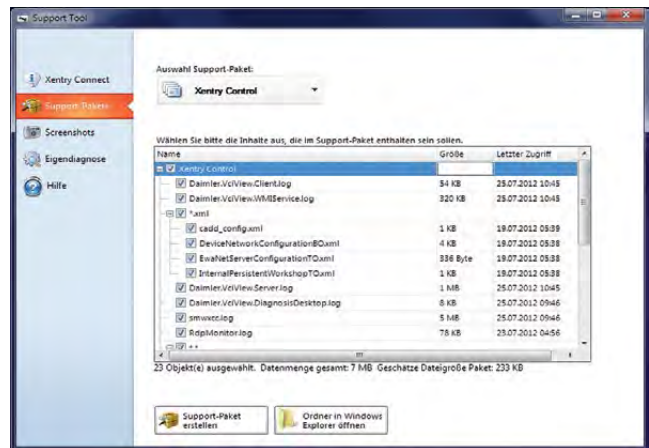 Support Tool
Xentry Connect
Support Pakete
Screenshots
Eigendiagnose
Hilfe
Auswahl Support-Paket:
Xentry Control
Wählen Sie bitte die Inhalte aus, die im Support-Paket enthalten sein sollen.
Name Größe Letzter Zugriff
Xentry Control
Daimler.VciView.Client.log 54 KB 25.07.2012 10:45
Daimler.VciView.WMIService.log 320 KB 25.07.2012 10:45
*.xml
cadd_config.xml 1 KB 19.07.2012 05:39
DeviceNetworkConfigurationBO.xml 4 KB 19.07.2012 05:38
EwaNetServerConfigurationTO.xml 336 Byte 19.07.2012 05:38
InternalPersistentWorkshopTO.xml 1 KB 19.07.2012 05:38
Daimler.VciView.Server.log 1 MB 25.07.2012 10:45
Daimler.VciView.DiagnosisDesktop.log 8 KB 25.07.2012 09:46
smwxcc.log 5 MB 25.07.2012 09:46
RdpMonitor.log 78 KB 23.07.2012 04:56
*.*
23 Objekt(e) ausgewählt. Datenmenge gesamt: 7 MB Geschätze Dateigroße Paket: 233 KB
Support-Paket erstellen
Ordner in Windows Explorer öffnen